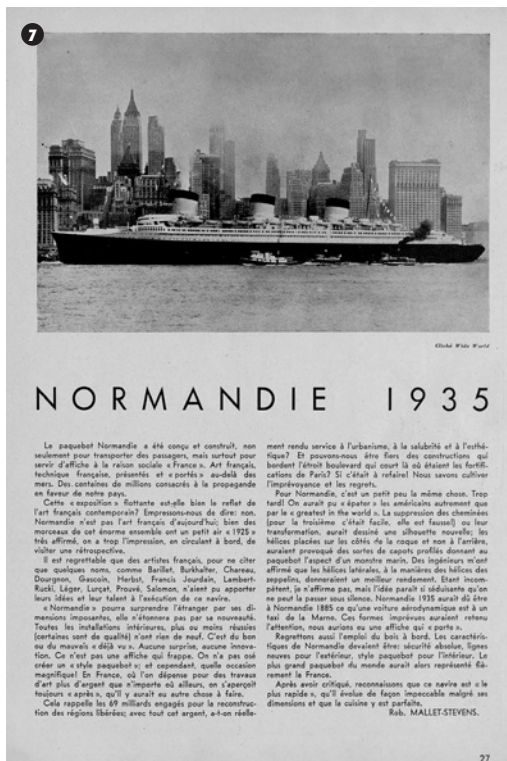 7
Cliché Wide World
NORMANDIE 1935
Le paquebot Normandie a été conçu et construit, non
seulement pour transporter des passagers, mais surtout pour
servir d'affiche à la raison sociale « France ». Art français,
technique française, présentés et « portés » au-delà des
mers. Des centaines de millions consacrés à la propagande
en faveur de notre pays.
Cette « exposition » flottante est-elle bien le reflet de
l'art français contemporain? Empressons-nous de dire: non.
Normandie n'est pas l'art français d'aujourd'hui; bien des
morceaux de cet énorme ensemble ont un petit air « 1925 »
très affirmé, on a trop l'impression, en circulant à bord, de
visiter une rétrospective.
Il est regrettable que des artistes français, pour ne citer
que quelques noms, comme Barillet, Burkhalter, Chareau,
Dourgnon, Gascoin, Herbst, Francis Jourdain, Lambert-
Rucki, Léger, Lurçat, Prouvé, Salomon, n'aient pu apporter
leurs idées et leur talent à l'exécution de ce navire.
« Normandie » pourra surprendre l'étranger par ses di-
mensions imposantes, elle n'étonnera pas par sa nouveauté.
Toutes les installations intérieures, plus ou moins réussies
(certaines sont de qualité) n'ont rien de neuf. C'est du bon
ou du mauvais « déjà vu ». Aucune surprise, aucune innova-
tion. Ce n'est pas une affiche qui frappe. On n'a pas osé
créer un « style paquebot »; et cependant, quelle occasion
magnifique! En France, où l'on dépense pour des travaux
d'art plus d'argent que n'importe où ailleurs, on s'aperçoit
toujours « après », qu'il y aurait eu autre chose à faire.
Cela rappelle les 69 milliards engagés pour la reconstruc-
tion des régions libérées; avec tout cet argent, a-t-on réelle-
ment rendu service à l'urbanisme, à la salubrité et à l'esthé-
tique? Et pouvons-nous être fiers des constructions qui
bordent l'étroit boulevard qui court là où étaient les fortifi-
cations de Paris? Si c'était à refaire! Nous savons cultiver
l'imprévoyance et les regrets.
Pour Normandie, c'est un petit peu la même chose. Trop
tard! On aurait pu « épater » les américains autrement que
par le « greatest in the world ». La suppression des cheminées
(pour la troisième c'était facile, elle est fausse!) ou leur
transformation, aurait dessiné une silhouette nouvelle; les
hélices placées sur les côtés de la coque et non à l'arrière,
auraient provoqué des sortes de capots profilés donnant au
paquebot l'aspect d'un monstre marin. Des ingénieurs m'ont
affirmé que les hélices latérales, à la manières des hélices des
zeppelins, donneraient un meilleur rendement. Etant incom-
pétent, je n'affirme pas, mais l'idée paraît si séduisante qu'on
ne peut la passer sous silence. Normandie 1935 aurait dû être
à Normandie 1885 ce qu'une voiture aérodynamique est à un
taxi de la Marne. Ces formes imprévues auraient retenu
l'attention, nous aurions eu une affiche qui « porte ».
Regrettons aussi l'emploi du bois à bord. Les caractéris-
tiques de Normandie devaient être: sécurité absolue, lignes
neuves pour l'extérieur, style paquebot pour l'intérieur. Le
plus grand paquebot du monde aurait alors représenté fiè-
rement la France.
Après avoir critiqué, reconnaissons que ce navire est « le
plus rapide », qu'il évolue de façon impeccable malgré ses
dimensions et que la cuisine y est parfaite.
Rob. MALLET-STEVENS.
27